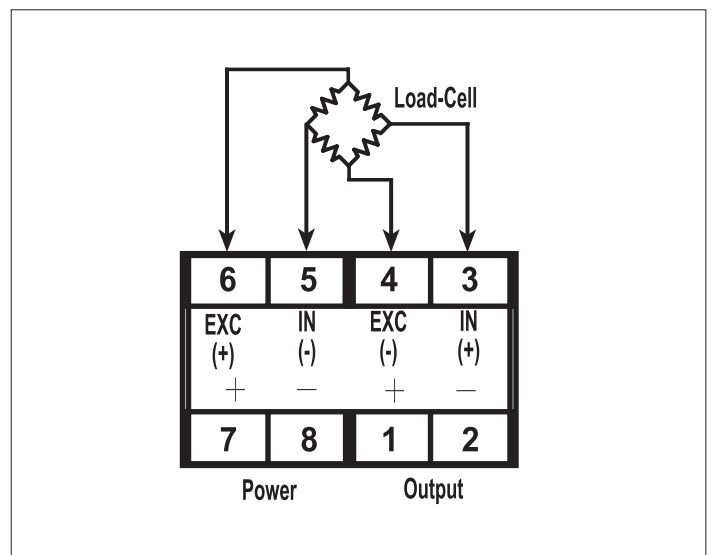 Load-Cell
6 5 4 3
EXC IN EXC IN
(+) (-) (-) (+)
+ — + —
7 8 1 2
Power Output